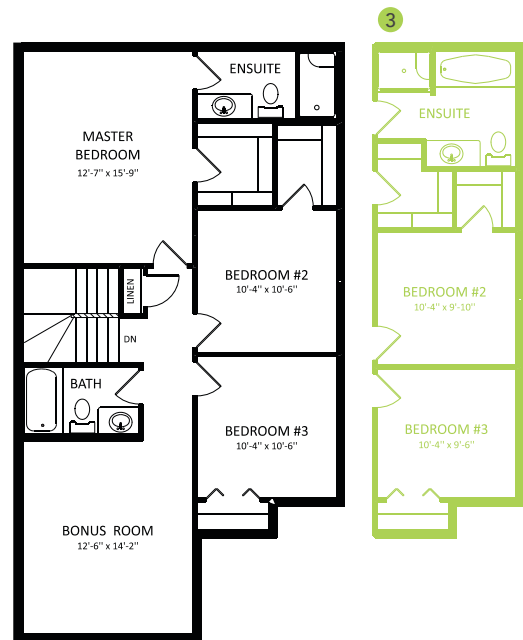 3
ENSUITE
MASTER
BEDROOM
12'-7" x 15'-9"
BEDROOM #2
10'-4" x 10'-6"
LINEN
DN
BATH
BEDROOM #3
10'-4" x 10'-6"
BONUS ROOM
12'-6" x 14'-2"
ENSUITE
BEDROOM #2
10'-4" x 9'-10"
BEDROOM #3
10'-4" x 9'-6"